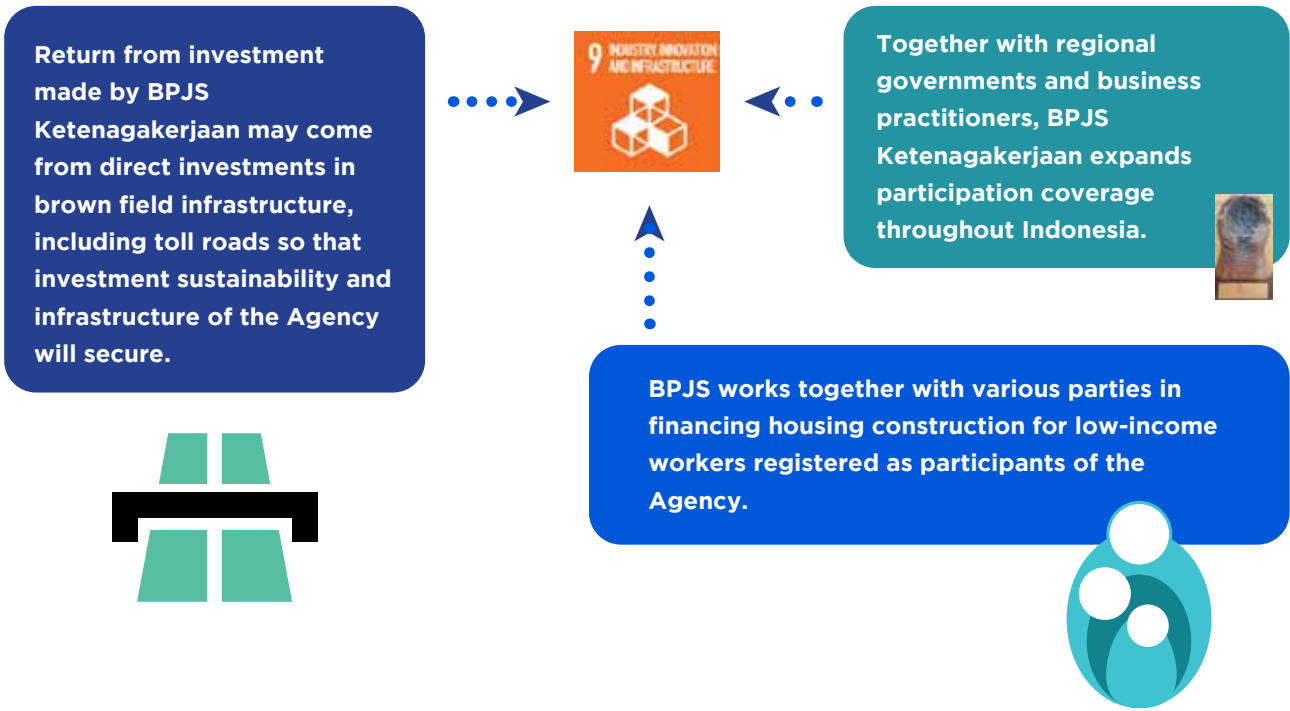 Return from investment
made by BPJS
Ketenagakerjaan may come
from direct investments in
brown field infrastructure,
including toll roads so that
investment sustainability and
infrastructure of the Agency
will secure.
9 INDUSTRY, INNOVATION
AND INFRASTRUCTURE
Together with regional
governments and business
practitioners, BPJS
Ketenagakerjaan expands
participation coverage
throughout Indonesia.
BPJS works together with various parties in
financing housing construction for low-income
workers registered as participants of the
Agency.